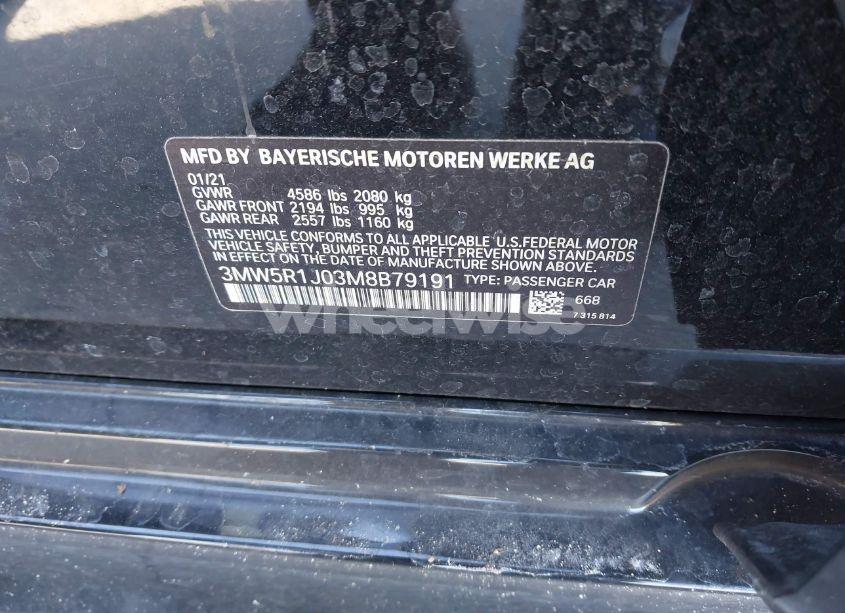 MFD BY BAYERISCHE MOTOREN WERKE AG
01/21
GVWR 4586 lbs 2080 kg
GAWR FRONT 2194 lbs 995 kg
GAWR REAR 2557 lbs 1160 kg
THIS VEHICLE CONFORMS TO ALL APPLICABLE U.S.FEDERAL MOTOR
VEHICLE SAFETY, BUMPER AND THEFT PREVENTION STANDARDS
IN EFFECT ON THE DATE OF MANUFACTURE SHOWN ABOVE.
3MW5R1J03M8B79191 TYPE: PASSENGER CAR
668
7 315 814
wheelwise